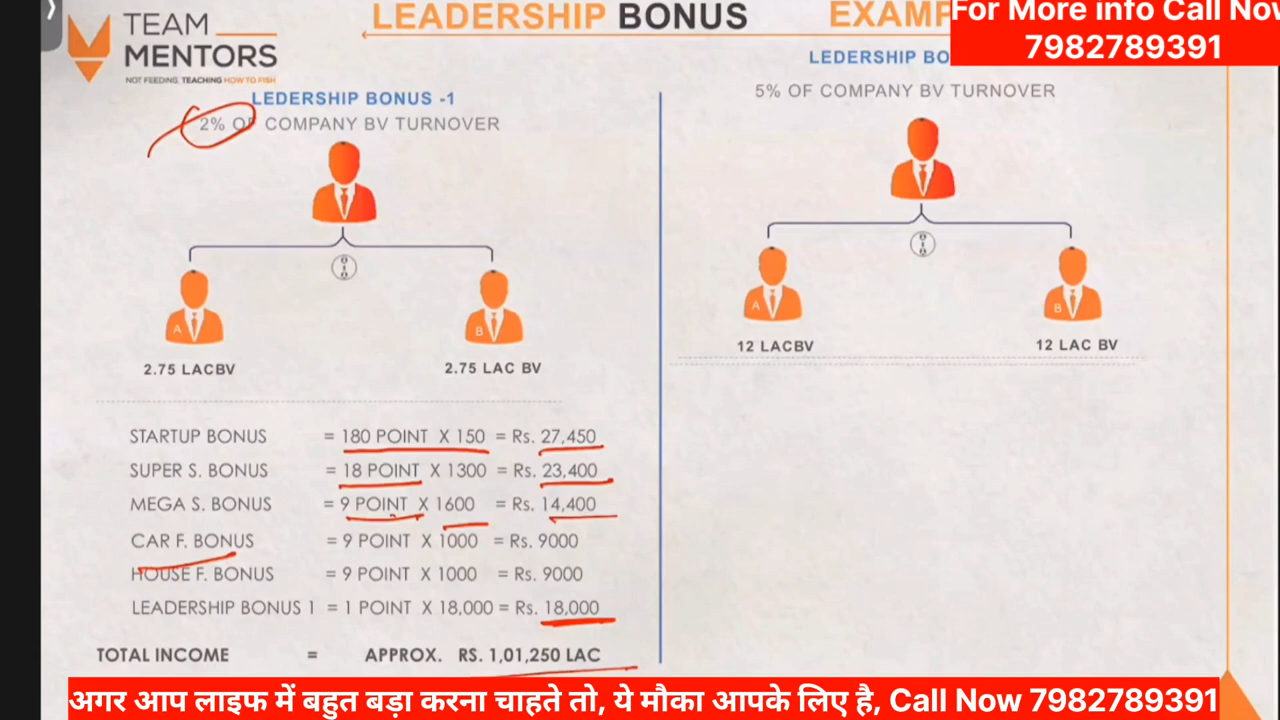 TEAM
MENTORS
NOT FEEDING. TEACHING HOW TO FISH
LEADERSHIP BONUS
EXAMP
For More info Call Now
7982789391
LEDERSHIP BONUS -1
2% OF COMPANY BV TURNOVER
A
B
2.75 LACBV
2.75 LAC BV
STARTUP BONUS = 180 POINT X 150 = Rs. 27,450
SUPER S. BONUS = 18 POINT X 1300 = Rs. 23,400
MEGA S. BONUS = 9 POINT X 1600 = Rs. 14,400
CAR F. BONUS = 9 POINT X 1000 = Rs. 9000
HOUSE F. BONUS = 9 POINT X 1000 = Rs. 9000
LEADERSHIP BONUS 1 = 1 POINT X 18,000 = Rs. 18,000
TOTAL INCOME = APPROX. RS. 1,01,250 LAC
LEDERSHIP BO
5% OF COMPANY BV TURNOVER
A
B
12 LACBV
12 LAC BV
अगर आप लाइफ में बहुत बड़ा करना चाहते तो, ये मौका आपके लिए है, Call Now 7982789391